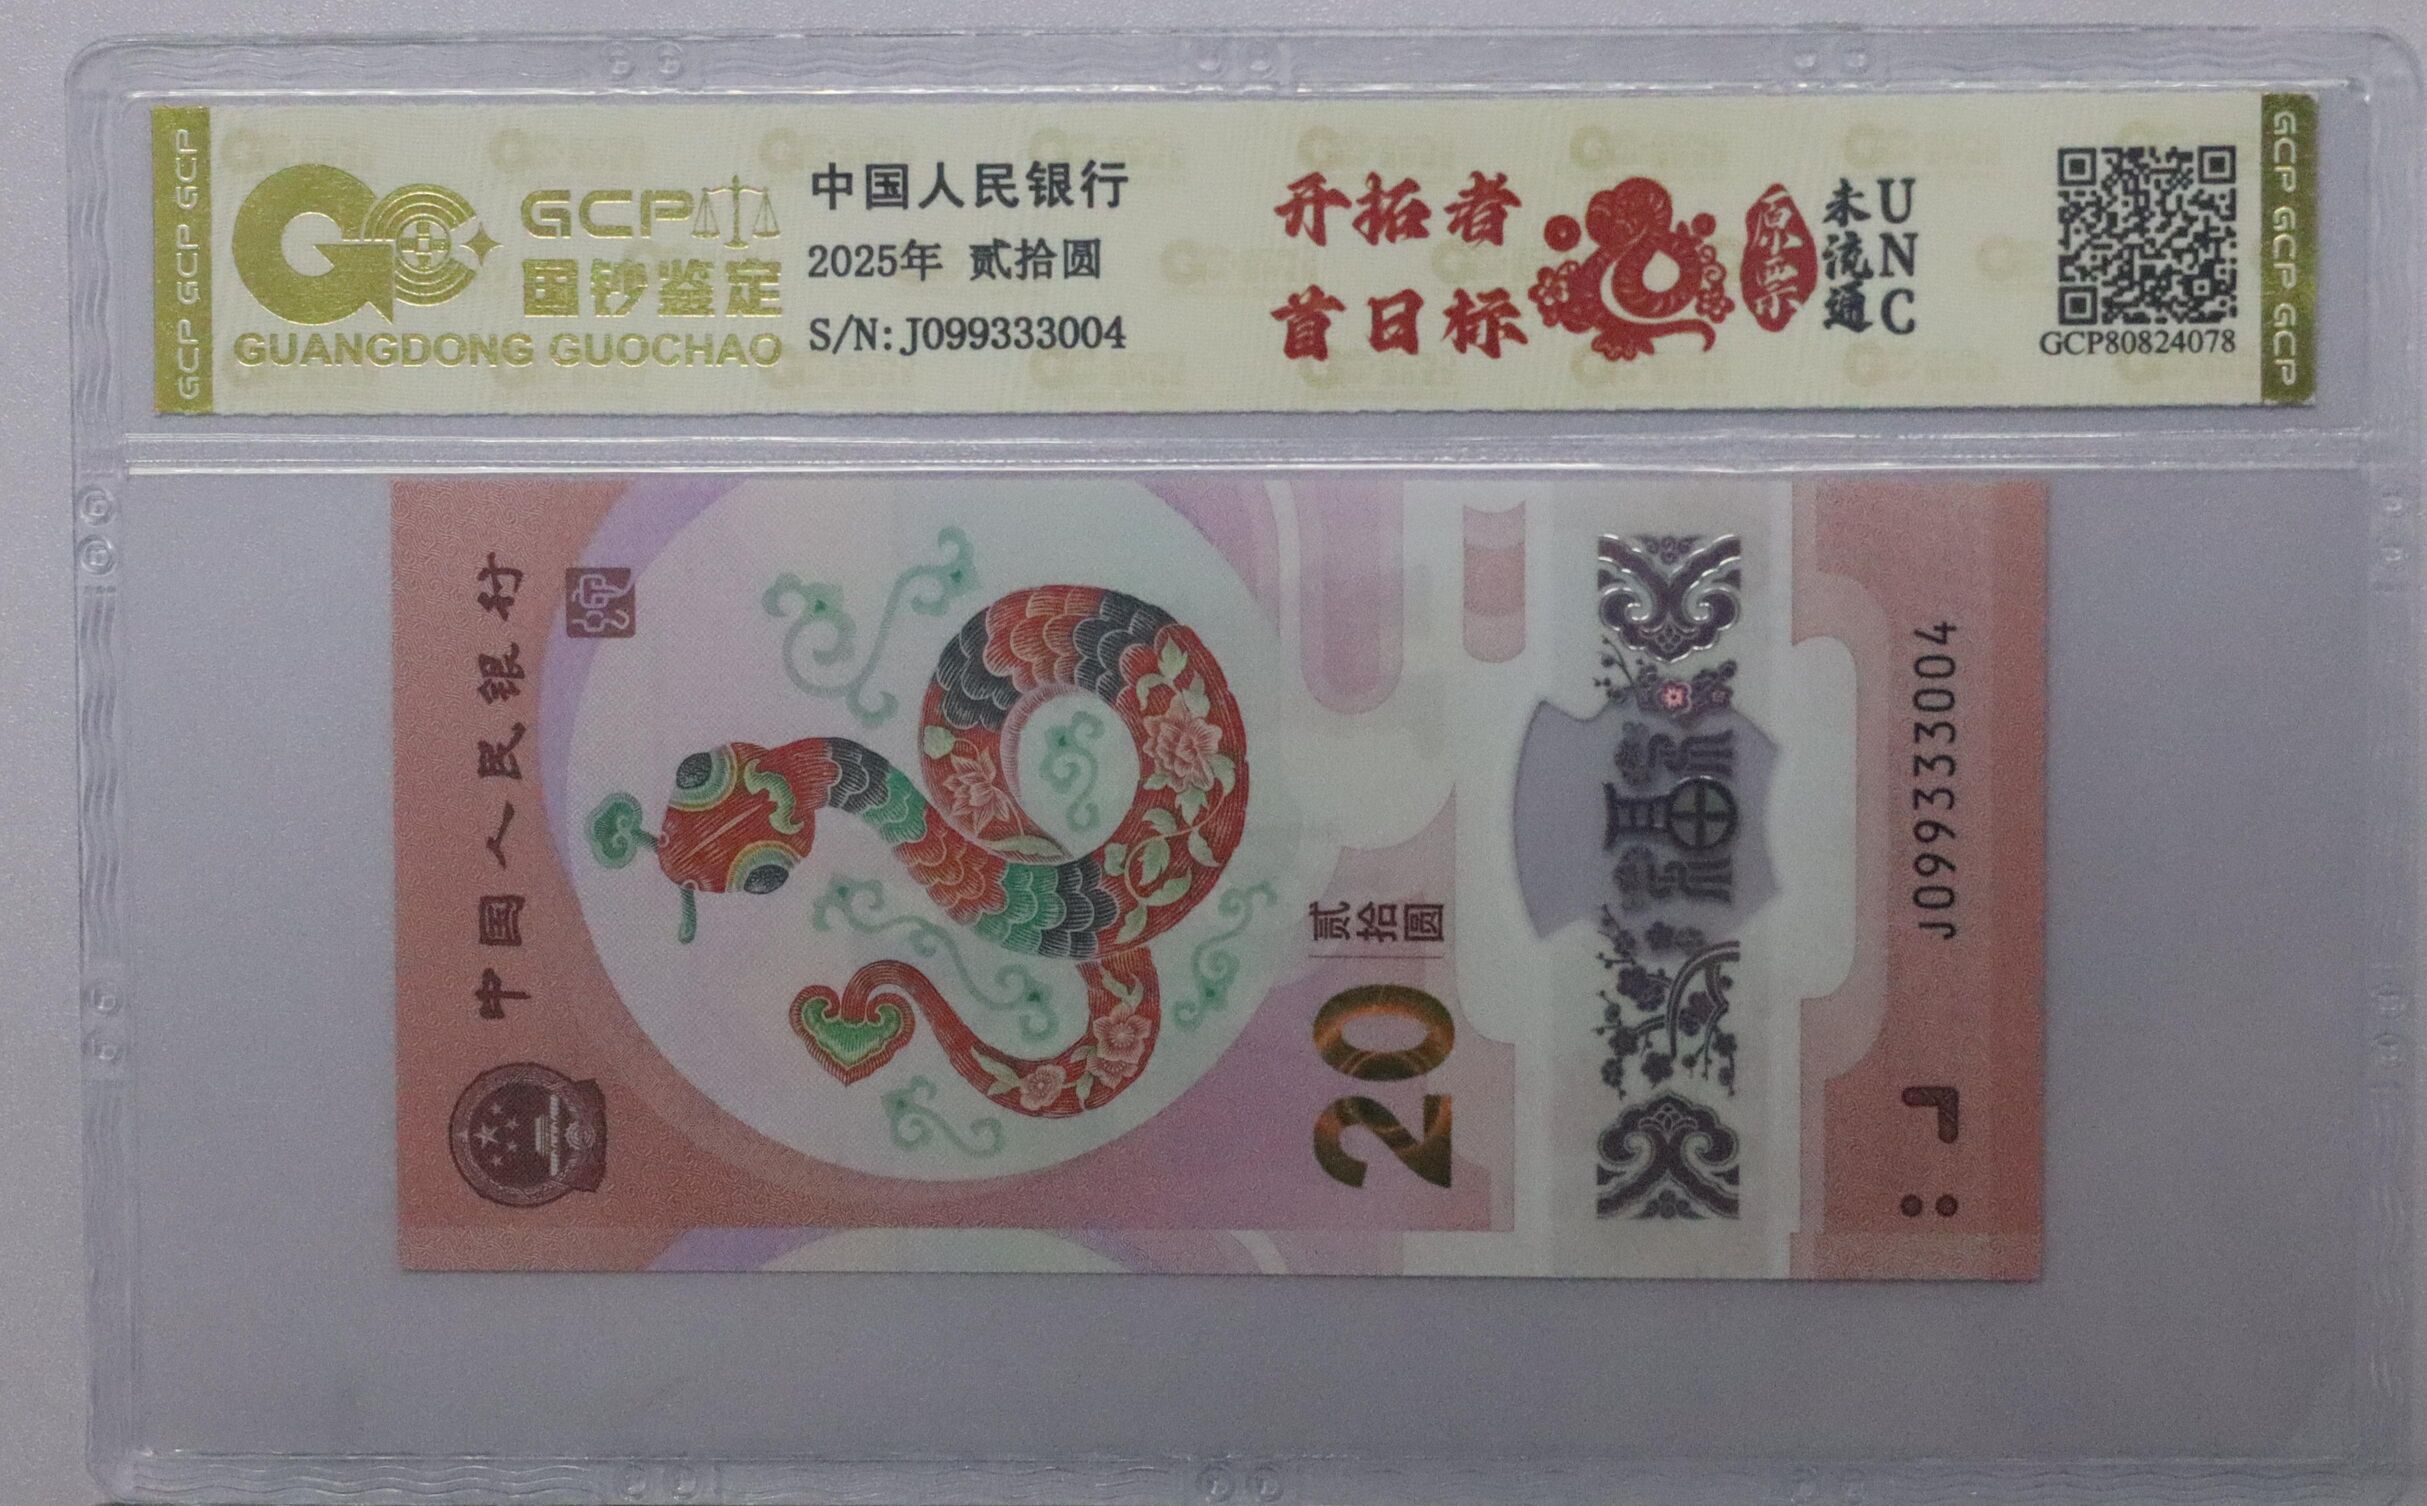 GCP GCP GCP
GCP
国钞鉴定
GUANGDONG GUOCHAO
中国人民银行
2025年 贰拾圆
S/N: J099333004
开拓者
首日标
原票
未流通
UNC
GCP80824078
GCP GCP GCP
中国人民银行
20
贰拾圆
福
J099333004